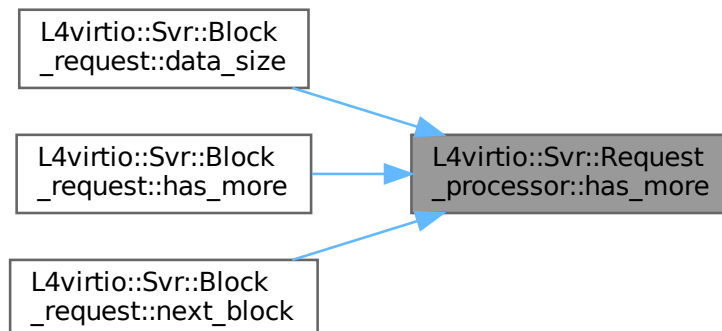 L4virtio::Svr::Block
_request::data_size
L4virtio::Svr::Block
_request::has_more
L4virtio::Svr::Request
_processor::has_more
L4virtio::Svr::Block
_request::next_block